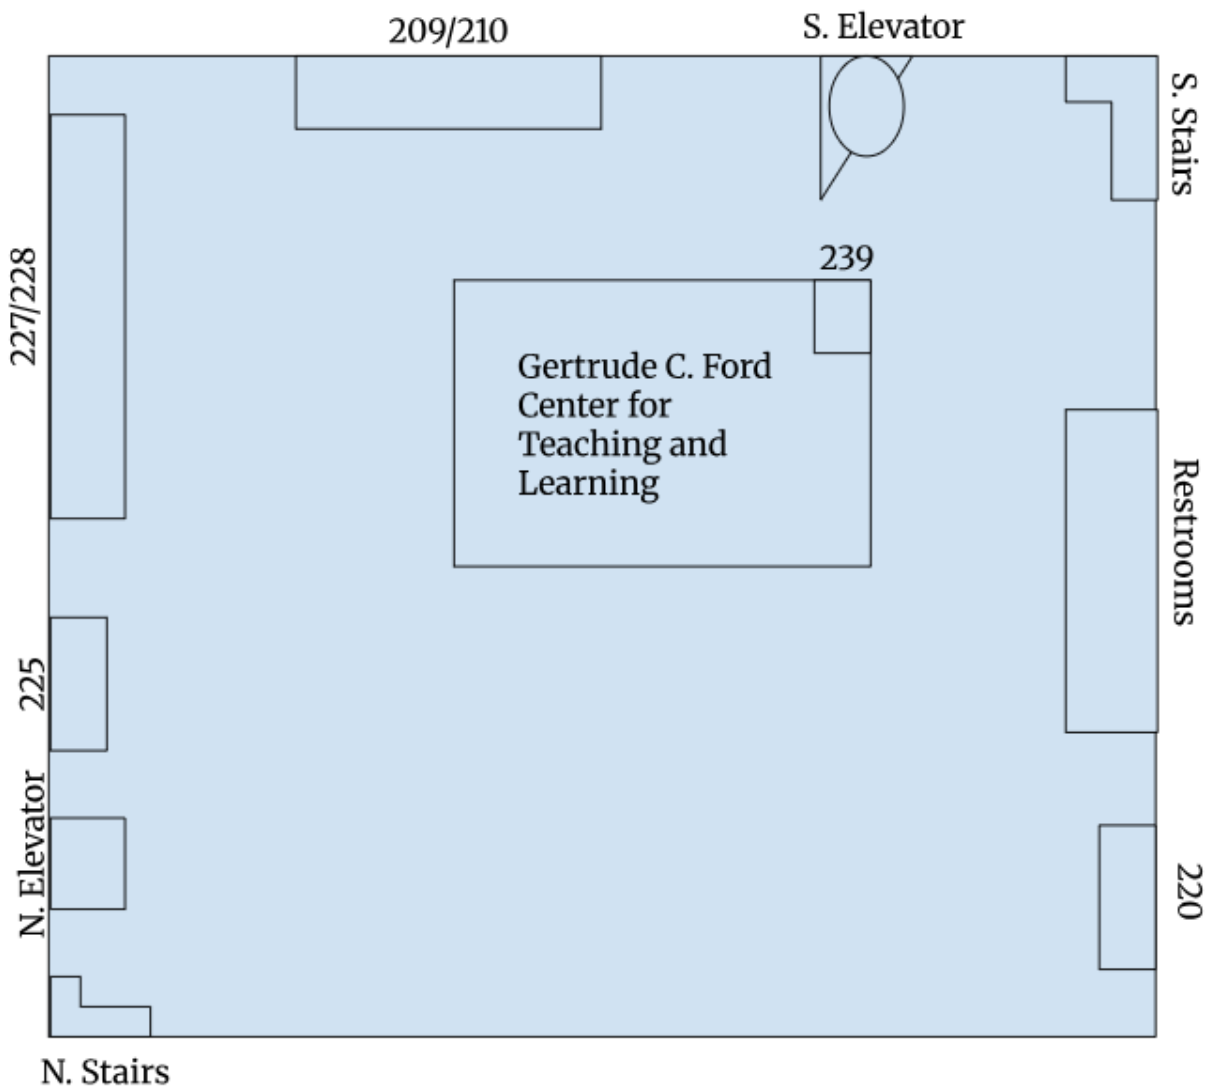 209/210
S. Elevator
S. Stairs
227/228
239
Gertrude C. Ford
Center for
Teaching and
Learning
Restrooms
225
N. Elevator
220
N. Stairs